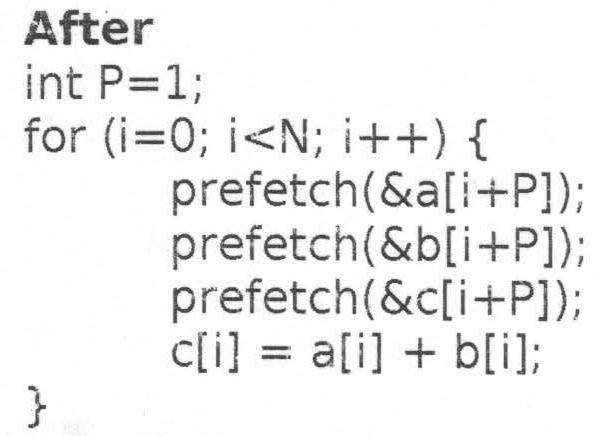 After
int P=1;
for (i=0; i<N; i++) {
prefetch(&a[i+P]);
prefetch(&b[i+P]);
prefetch(&c[i+P]);
c[i] = a[i] + b[i];
}